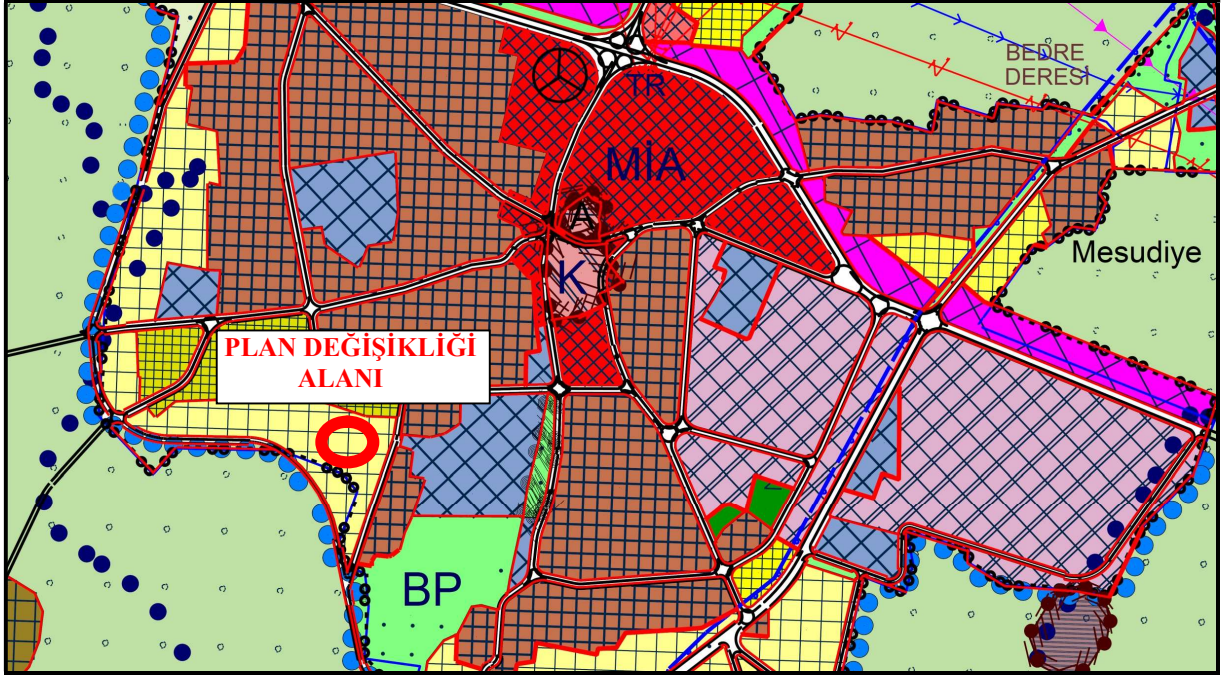 BEDRE
DERESİ
TR
MİA
A
Mesudiye
K
PLAN DEĞİŞİKLİĞİ
ALANI
BP